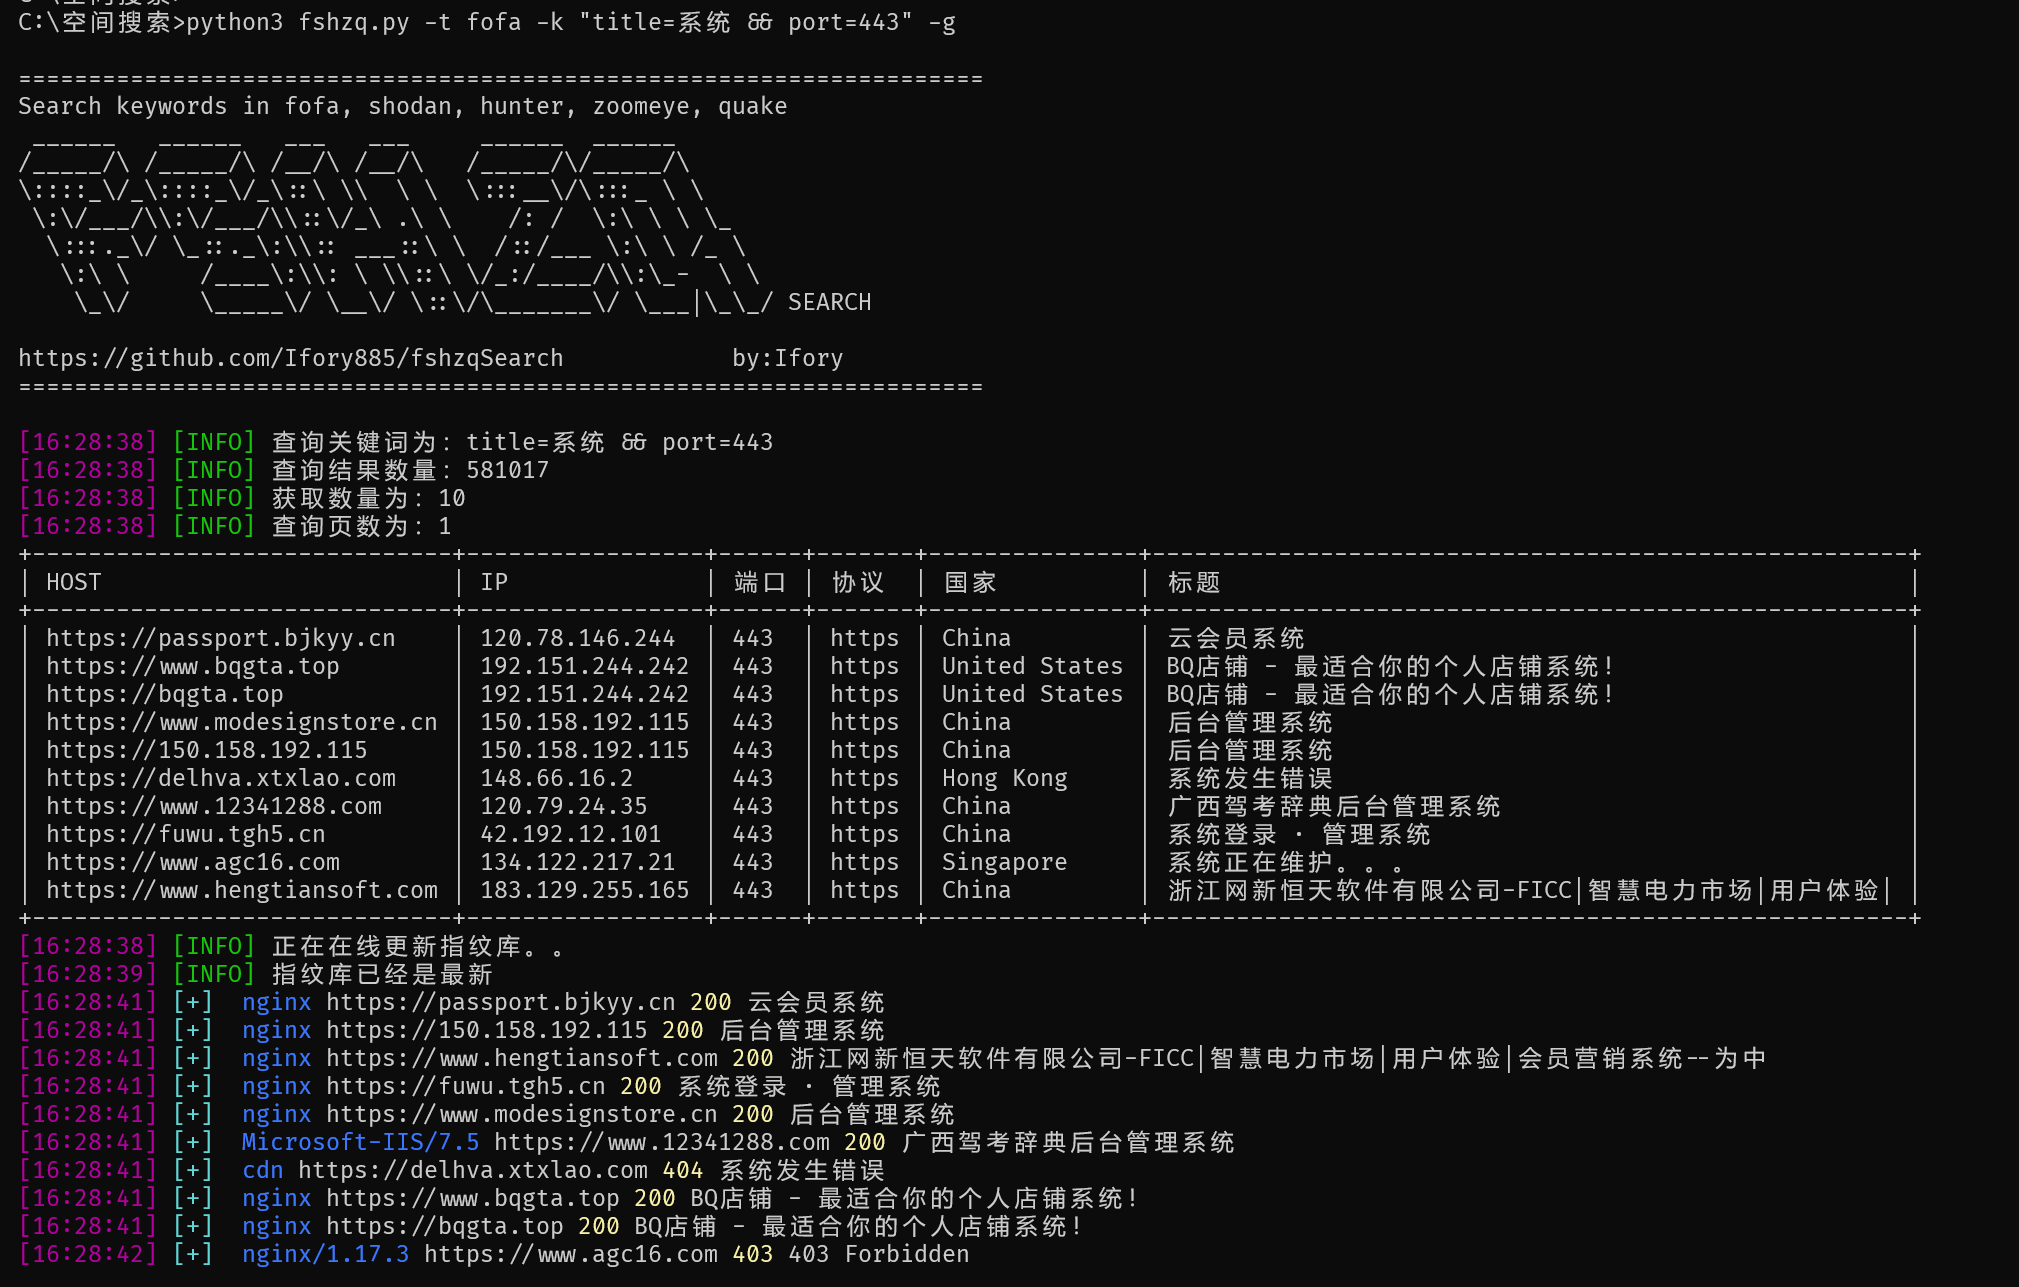 C:\空间搜索>python3 fshzq.py -t fofa -k "title=系统 && port=443" -g
=====================================================================
Search keywords in fofa, shodan, hunter, zoomeye, quake
 ______   ______   ___   ___     ______  ______
/_____/\ /_____/\ /__/\ /__/\   /_____/\/_____/\
\::::_\/_\::::_\/_\::\ \\  \ \  \:::__\/\:::_ \ \
 \:\/___/\\:\/___/\\::\/_\ .\ \    /: /  \:\ \ \ \_
  \:::._\/ \_::._\:\\:: ___::\ \  /::/___ \:\ \ /_ \
   \:\ \     /____\:\\: \ \\::\ \/_:/____/\\:\_-  \ \
    \_\/     \_____\/ \__\/ \::\/\_______\/ \___|\_\_/ SEARCH
https://github.com/Ifory885/fshzqSearch            by:Ifory
=====================================================================
[16:28:38] [INFO] 查询关键词为: title=系统 && port=443
[16:28:38] [INFO] 查询结果数量: 581017
[16:28:38] [INFO] 获取数量为: 10
[16:28:38] [INFO] 查询页数为: 1
| HOST | IP | 端口 | 协议 | 国家 | 标题 |
| https://passport.bjkyy.cn | 120.78.146.244 | 443 | https | China | 云会员系统 |
| https://www.bqgta.top | 192.151.244.242 | 443 | https | United States | BQ店铺 - 最适合你的个人店铺系统! |
| https://bqgta.top | 192.151.244.242 | 443 | https | United States | BQ店铺 - 最适合你的个人店铺系统! |
| https://www.modesignstore.cn | 150.158.192.115 | 443 | https | China | 后台管理系统 |
| https://150.158.192.115 | 150.158.192.115 | 443 | https | China | 后台管理系统 |
| https://delhva.xtxlao.com | 148.66.16.2 | 443 | https | Hong Kong | 系统发生错误 |
| https://www.12341288.com | 120.79.24.35 | 443 | https | China | 广西驾考辞典后台管理系统 |
| https://fuwu.tgh5.cn | 42.192.12.101 | 443 | https | China | 系统登录 · 管理系统 |
| https://www.agc16.com | 134.122.217.21 | 443 | https | Singapore | 系统正在维护。。。 |
| https://www.hengtiansoft.com | 183.129.255.165 | 443 | https | China | 浙江网新恒天软件有限公司-FICC|智慧电力市场|用户体验| |
[16:28:38] [INFO] 正在在线更新指纹库。。
[16:28:39] [INFO] 指纹库已经是最新
[16:28:41] [+]  nginx https://passport.bjkyy.cn 200 云会员系统
[16:28:41] [+]  nginx https://150.158.192.115 200 后台管理系统
[16:28:41] [+]  nginx https://www.hengtiansoft.com 200 浙江网新恒天软件有限公司-FICC|智慧电力市场|用户体验|会员营销系统--为中
[16:28:41] [+]  nginx https://fuwu.tgh5.cn 200 系统登录 · 管理系统
[16:28:41] [+]  nginx https://www.modesignstore.cn 200 后台管理系统
[16:28:41] [+]  Microsoft-IIS/7.5 https://www.12341288.com 200 广西驾考辞典后台管理系统
[16:28:41] [+]  cdn https://delhva.xtxlao.com 404 系统发生错误
[16:28:41] [+]  nginx https://www.bqgta.top 200 BQ店铺 - 最适合你的个人店铺系统!
[16:28:41] [+]  nginx https://bqgta.top 200 BQ店铺 - 最适合你的个人店铺系统!
[16:28:42] [+]  nginx/1.17.3 https://www.agc16.com 403 403 Forbidden